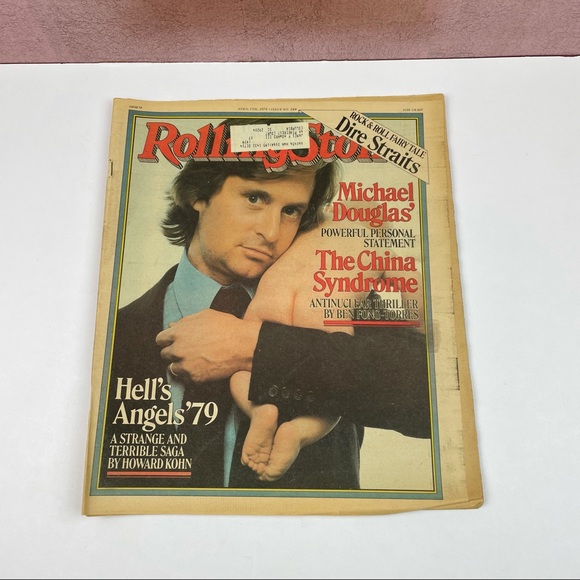 Rolling Stone
ROCK & ROLL FAIRY TALE
Dire Straits
Michael
Douglas'
POWERFUL PERSONAL
STATEMENT
The China
Syndrome
ANTINUCLEAR THRILLER
BY BEN FONG-TORRES
Hell's
Angels '79
A STRANGE AND
TERRIBLE SAGA
BY HOWARD KOHN